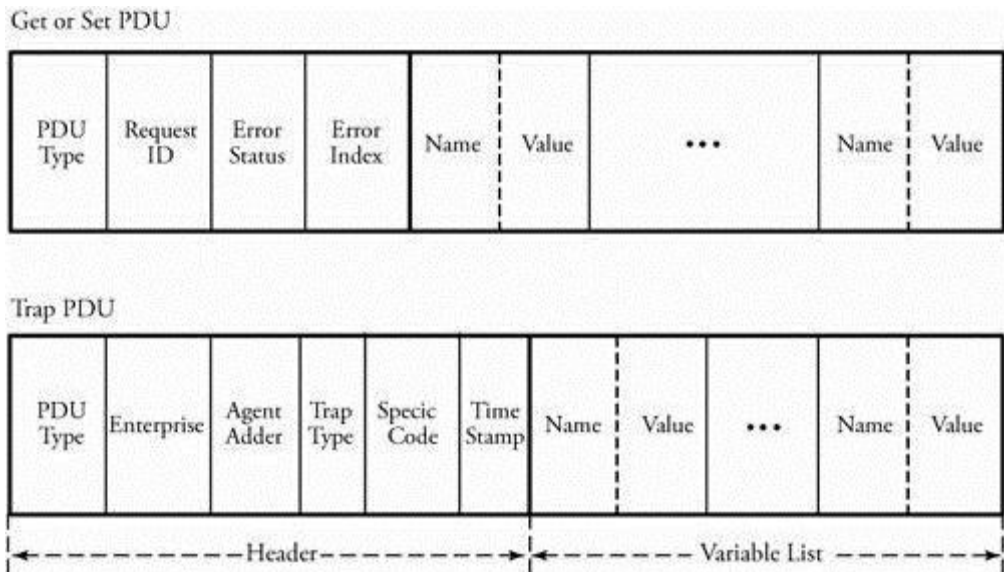 Get or Set PDU
PDU Type
Request ID
Error Status
Error Index
Name
Value
•••
Name
Value
Trap PDU
PDU Type
Enterprise
Agent Adder
Trap Type
Specic Code
Time Stamp
Name
Value
•••
Name
Value
Header
Variable List